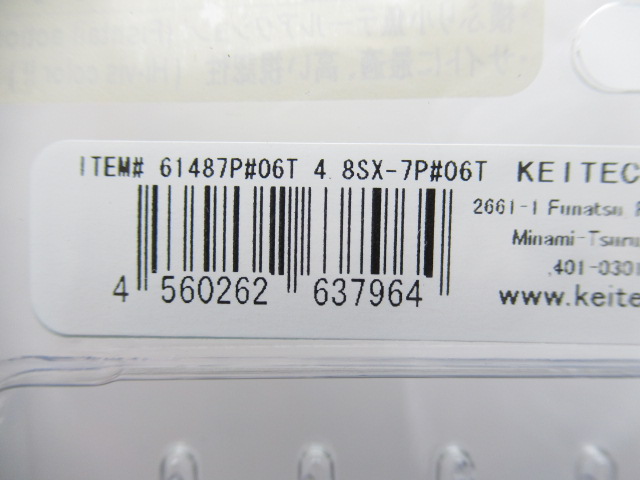 ITEM# 61487P#06T 4.8SX-7P#06T KEITEC
2661-1 Funatsu
Minami-Tsuru
401-0301
www.keite
4 560262 637964